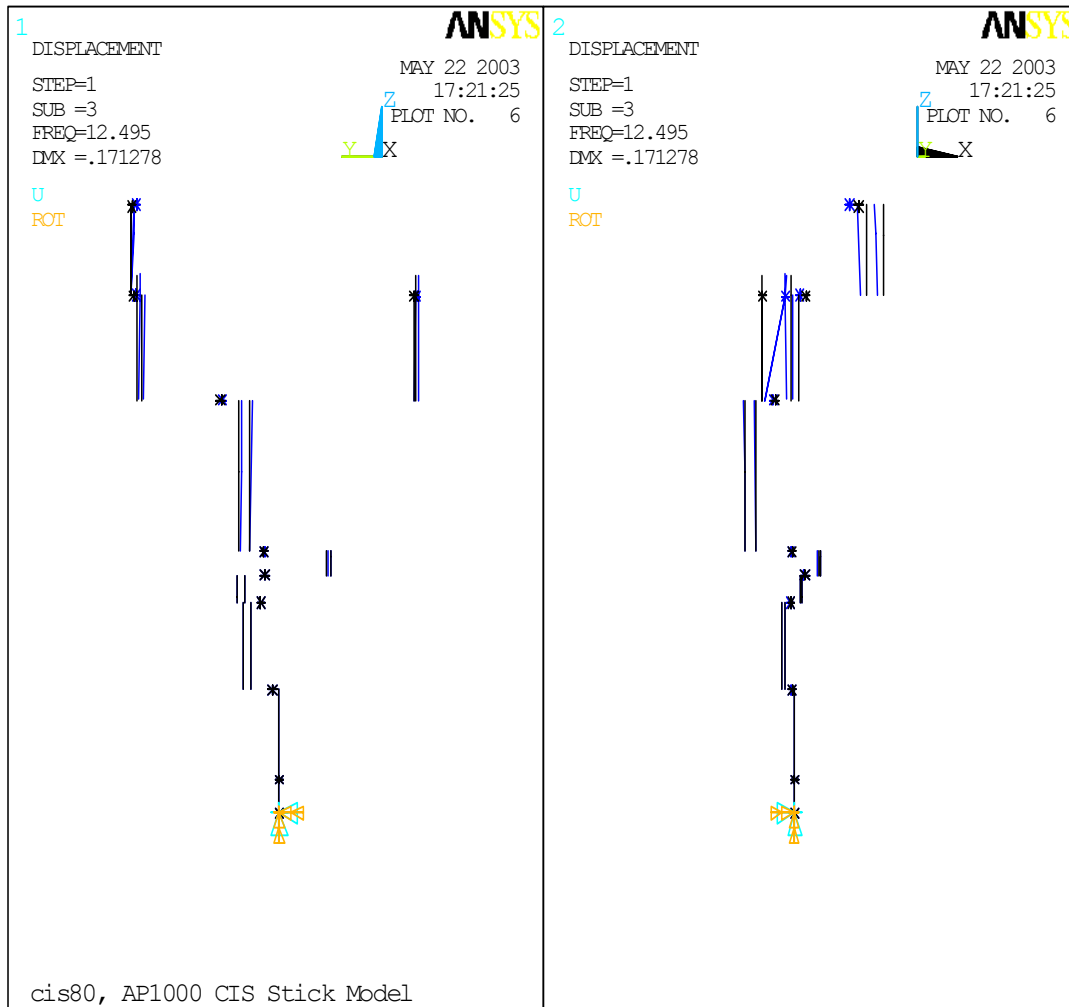 1
ANSYS
DISPLACEMENT
MAY 22 2003
STEP=1
17:21:25
SUB =3
Z
PLOT NO. 6
FREQ=12.495
DMX =.171278
Y
X
U
ROT
cis80, AP1000 CIS Stick Model
2
ANSYS
DISPLACEMENT
MAY 22 2003
STEP=1
17:21:25
SUB =3
Z
PLOT NO. 6
FREQ=12.495
DMX =.171278
Y
X
U
ROT